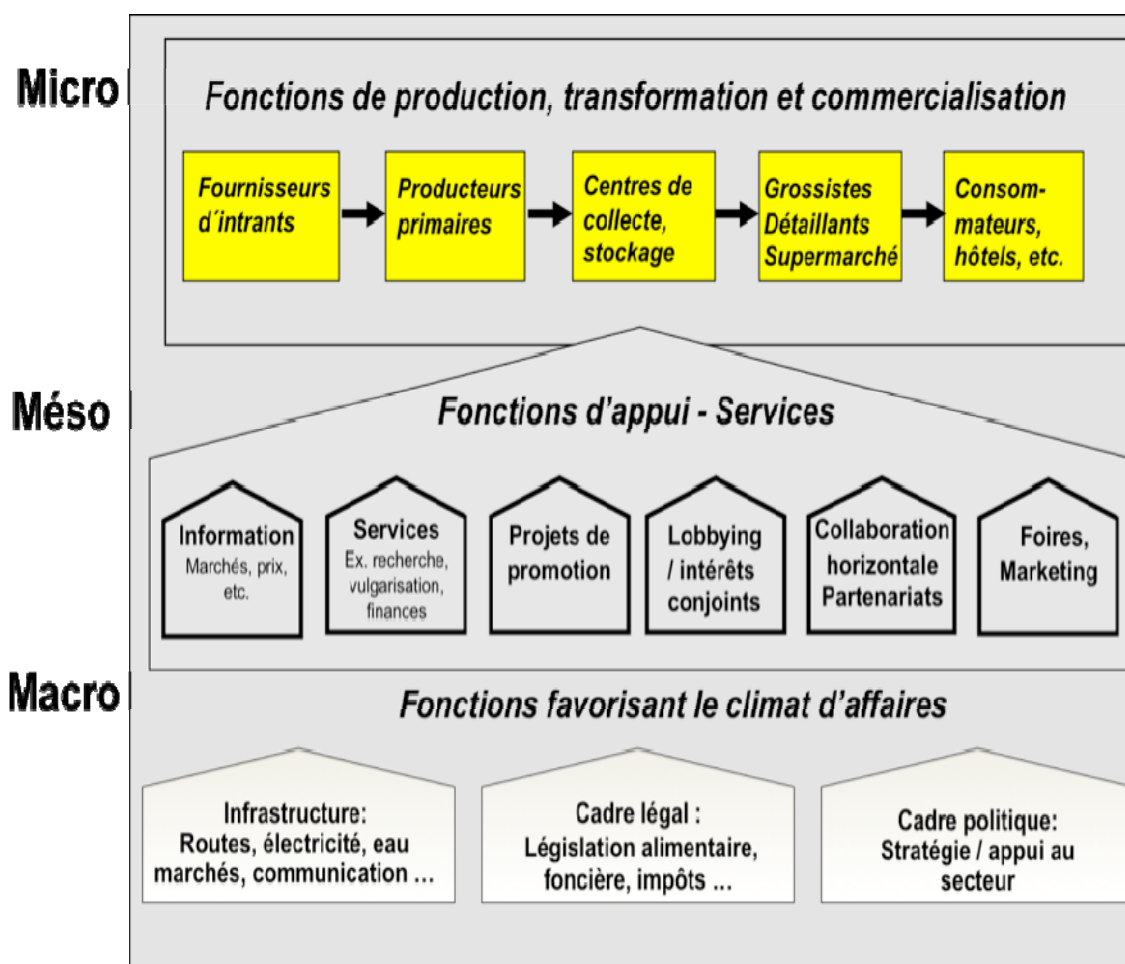 Micro
Fonctions de production, transformation et commercialisation
Fournisseurs
d´intrants
Producteurs
primaires
Centres de
collecte,
stockage
Grossistes
Détaillants
Supermarché
Consom-
mateurs,
hôtels, etc.
Méso
Fonctions d'appui - Services
Information
Marchés, prix,
etc.
Services
Ex. recherche,
vulgarisation,
finances
Projets de
promotion
Lobbying
/ intérêts
conjoints
Collaboration
horizontale
Partenariats
Foires,
Marketing
Macro
Fonctions favorisant le climat d'affaires
Infrastructure:
Routes, électricité, eau
marchés, communication ...
Cadre légal :
Législation alimentaire,
foncière, impôts ...
Cadre politique:
Stratégie / appui au
secteur